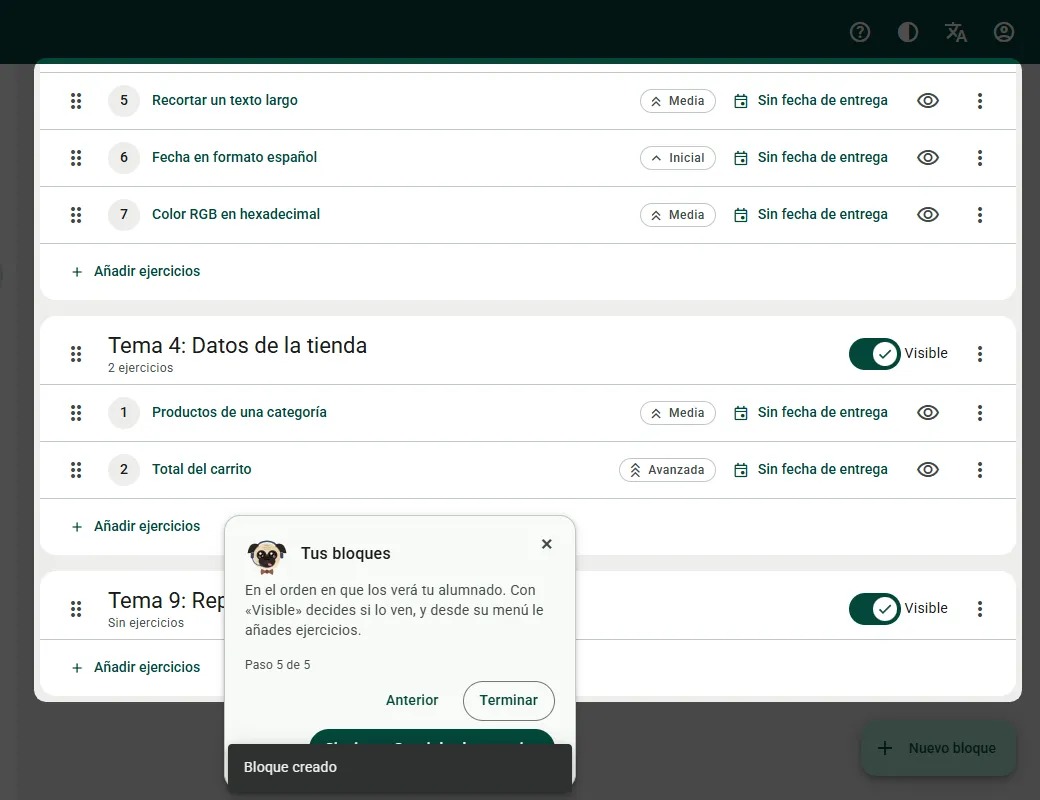 5 Recortar un texto largo Media Sin fecha de entrega
6 Fecha en formato español Inicial Sin fecha de entrega
7 Color RGB en hexadecimal Media Sin fecha de entrega
+ Añadir ejercicios
Tema 4: Datos de la tienda Visible
2 ejercicios
1 Productos de una categoría Media Sin fecha de entrega
2 Total del carrito Avanzada Sin fecha de entrega
+ Añadir ejercicios
Tus bloques
En el orden en que los verá tu alumnado. Con
«Visible» decides si lo ven, y desde su menú le
añades ejercicios.
Paso 5 de 5
Anterior Terminar
Tema 9: Visible
Sin ejercicios
+ Añadir ejercicios
+ Nuevo bloque
Bloque creado